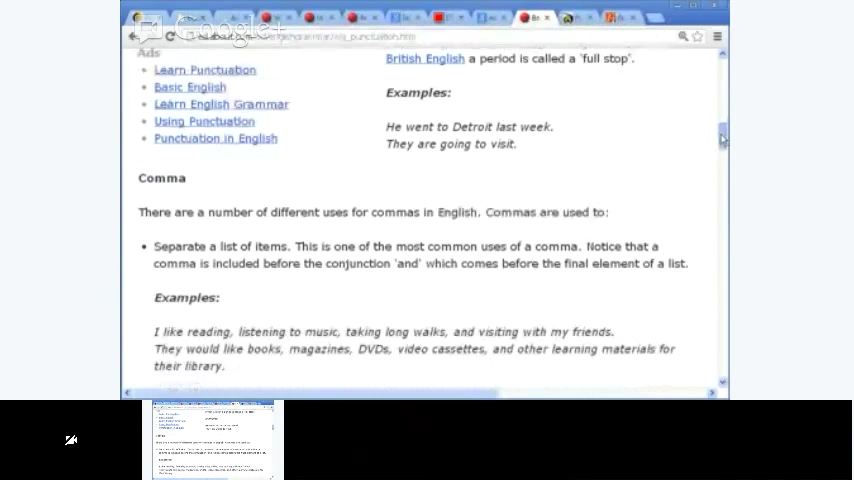 Google+
Ads
Learn Punctuation
Basic English
Learn English Grammar
Using Punctuation
Punctuation in English
British English a period is called a 'full stop'.
Examples:
He went to Detroit last week.
They are going to visit.
Comma
There are a number of different uses for commas in English. Commas are used to:
• Separate a list of items. This is one of the most common uses of a comma. Notice that a
comma is included before the conjunction 'and' which comes before the final element of a list.
Examples:
I like reading, listening to music, taking long walks, and visiting with my friends.
They would like books, magazines, DVDs, video cassettes, and other learning materials for
their library.